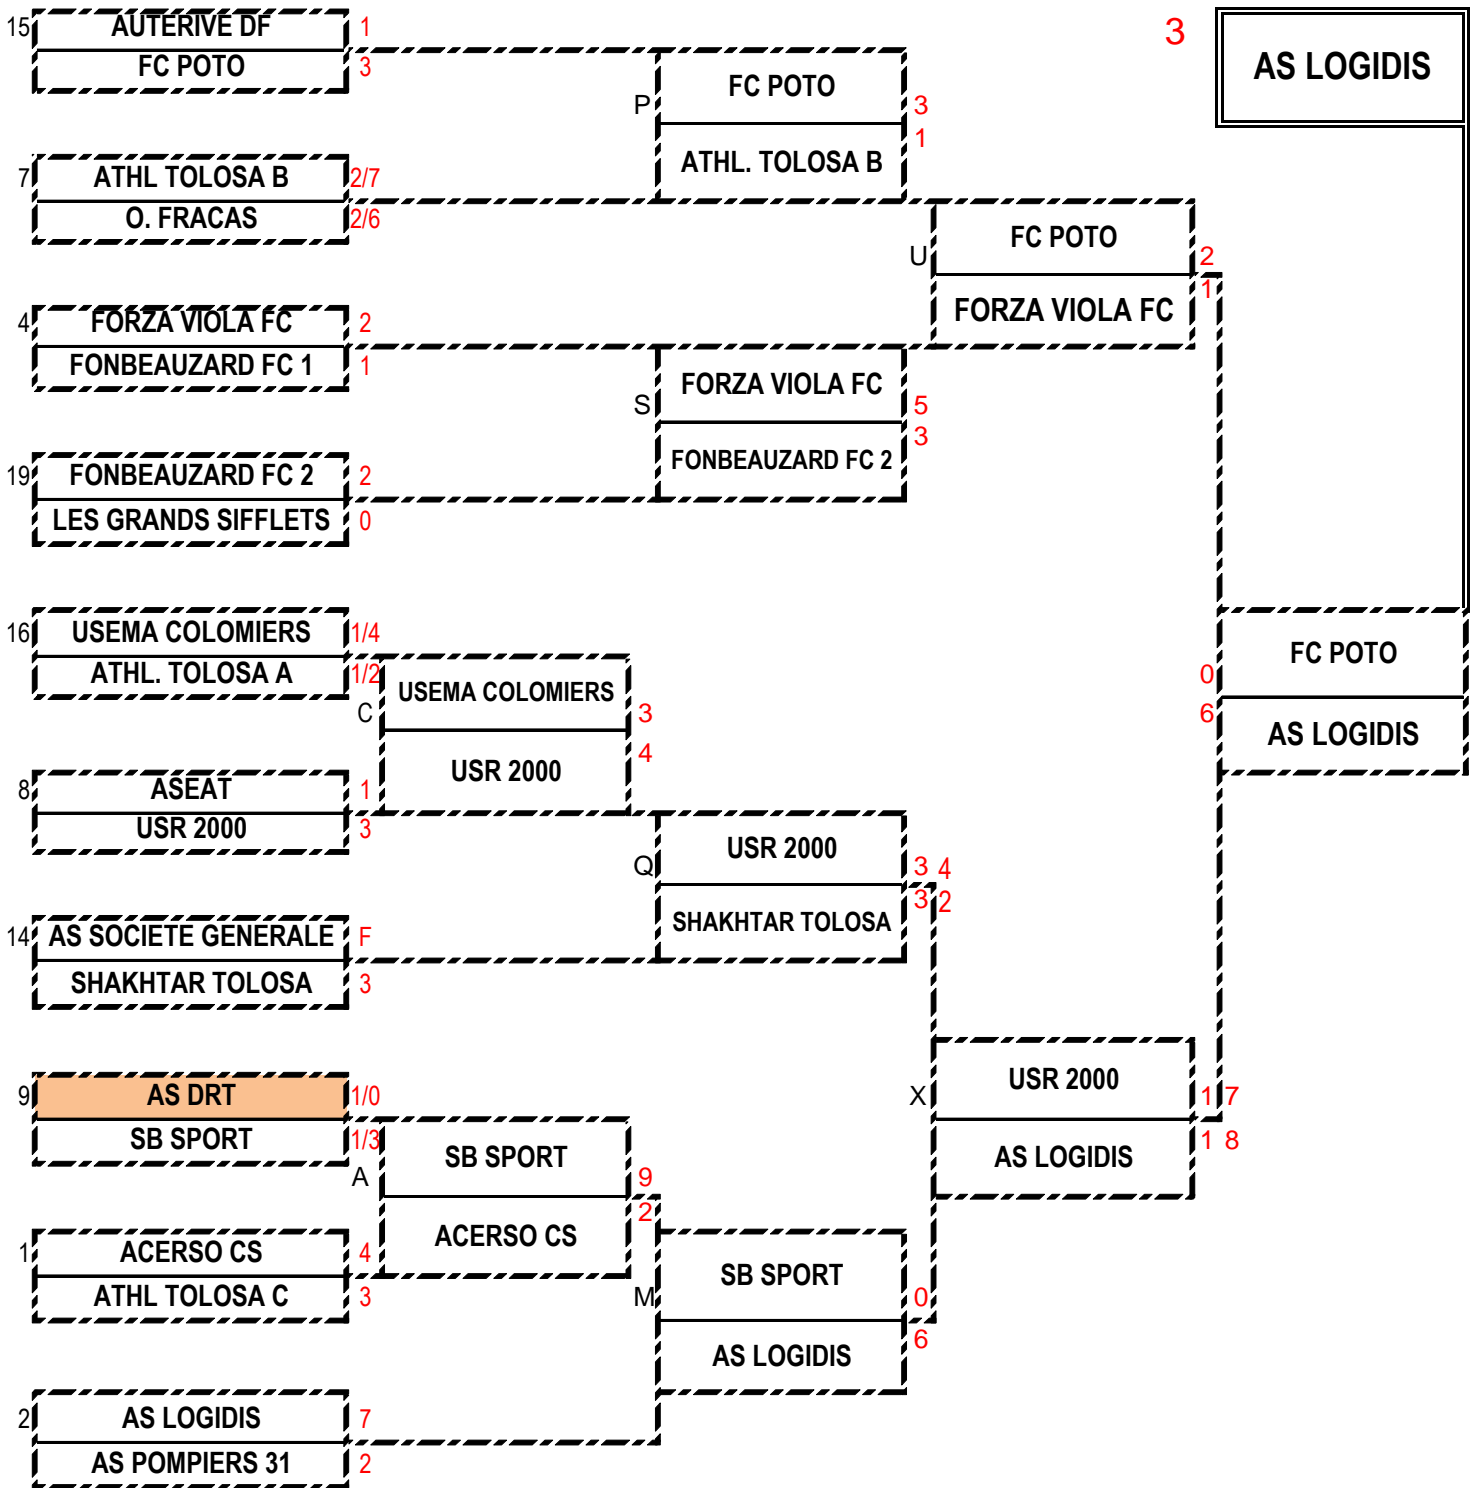 15 AUTERIVE DF 1
FC POTO 3
P FC POTO 3
ATHL. TOLOSA B 1
7 ATHL TOLOSA B 2/7
O. FRACAS 2/6
U FC POTO 2
FORZA VIOLA FC 1
4 FORZA VIOLA FC 2
FONBEAUZARD FC 1 1
S FORZA VIOLA FC 5
FONBEAUZARD FC 2 3
19 FONBEAUZARD FC 2 2
LES GRANDS SIFFLETS 0
3 AS LOGIDIS
FC POTO 0
AS LOGIDIS 6
16 USEMA COLOMIERS 1/4
ATHL. TOLOSA A 1/2
C USEMA COLOMIERS 3
USR 2000 4
8 ASEAT 1
USR 2000 3
Q USR 2000 3 4
SHAKHTAR TOLOSA 3 2
14 AS SOCIETE GENERALE F
SHAKHTAR TOLOSA 3
X USR 2000 1 7
AS LOGIDIS 1 8
9 AS DRT 1/0
SB SPORT 1/3
A SB SPORT 9
ACERSO CS 2
1 ACERSO CS 4
ATHL TOLOSA C 3
M SB SPORT 0
AS LOGIDIS 6
2 AS LOGIDIS 7
AS POMPIERS 31 2